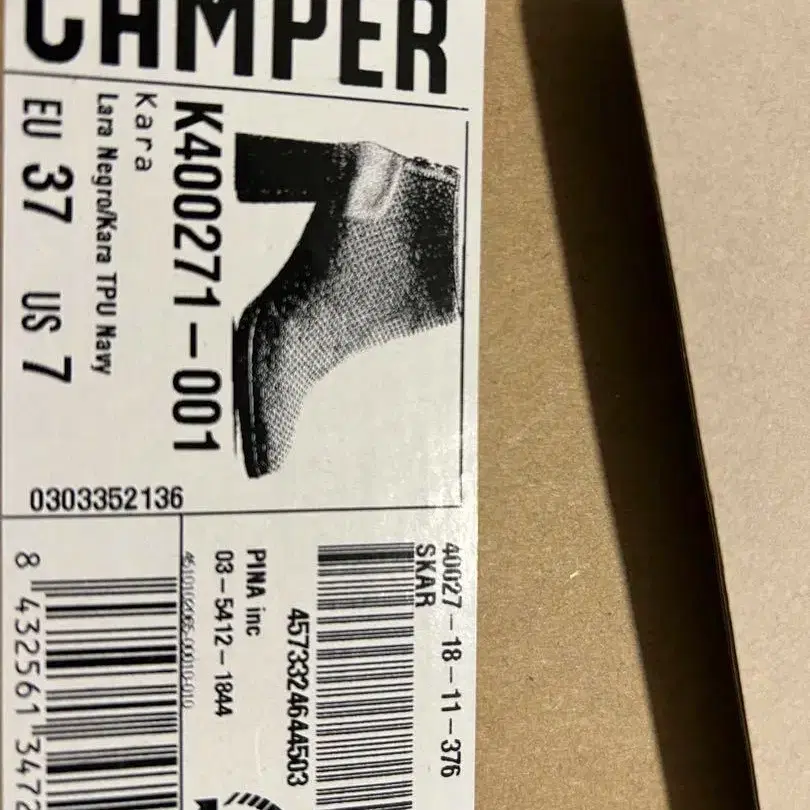 CAMPER
K400271-001
Kara
Lara Negro/Kara TPU Navy
EU 37 US 7
0303352136
40027-18-11-376
SKAR
4573324644503
PINA inc
03-5412-1844
8 432561 3472